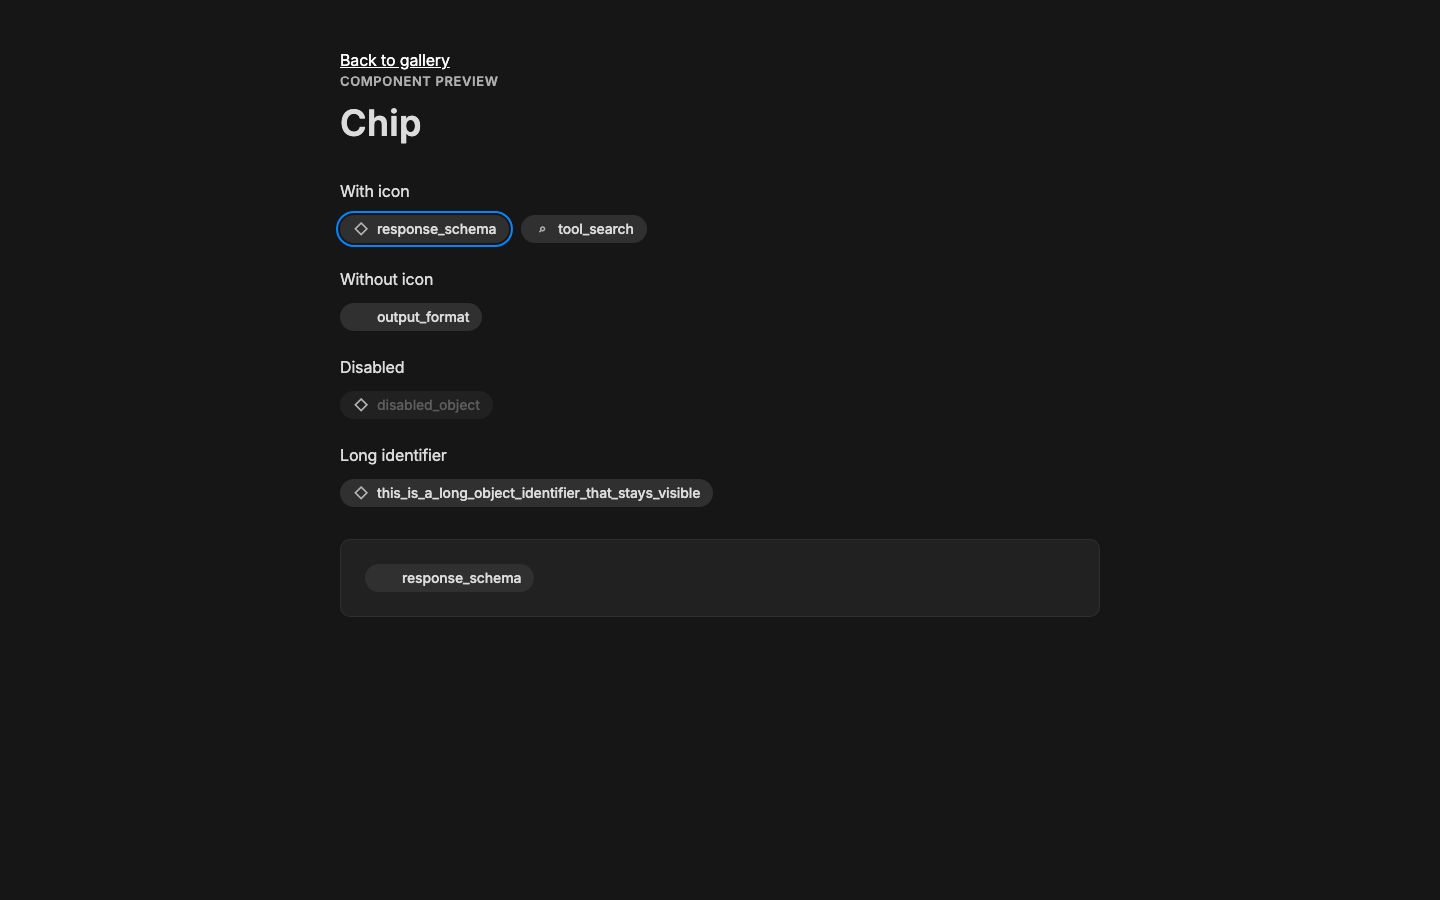 Back to gallery
COMPONENT PREVIEW
Chip
With icon
response_schema tool_search
Without icon
output_format
Disabled
disabled_object
Long identifier
this_is_a_long_object_identifier_that_stays_visible
response_schema